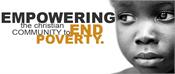 EMPOWERING
the christian
COMMUNITY to END
POVERTY.